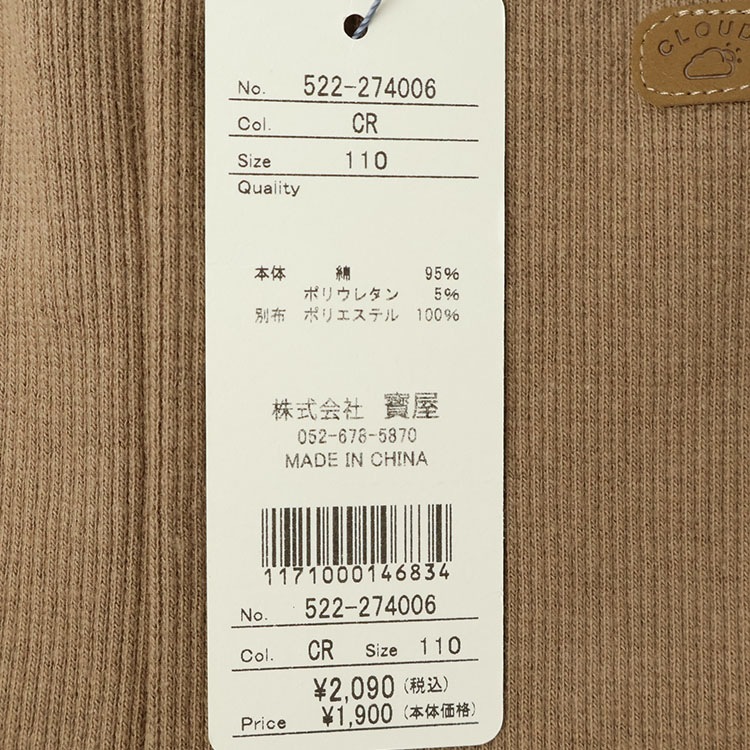 CLOUD
No. 522-274006
Col. CR
Size 110
Quality
本体 綿 95%
ポリウレタン 5%
別布 ポリエステル 100%
株式会社 寳屋
052-678-5870
MADE IN CHINA
1171000146834
No. 522-274006
Col. CR Size 110
¥2,090 (税込)
Price ¥1,900 (本体価格)